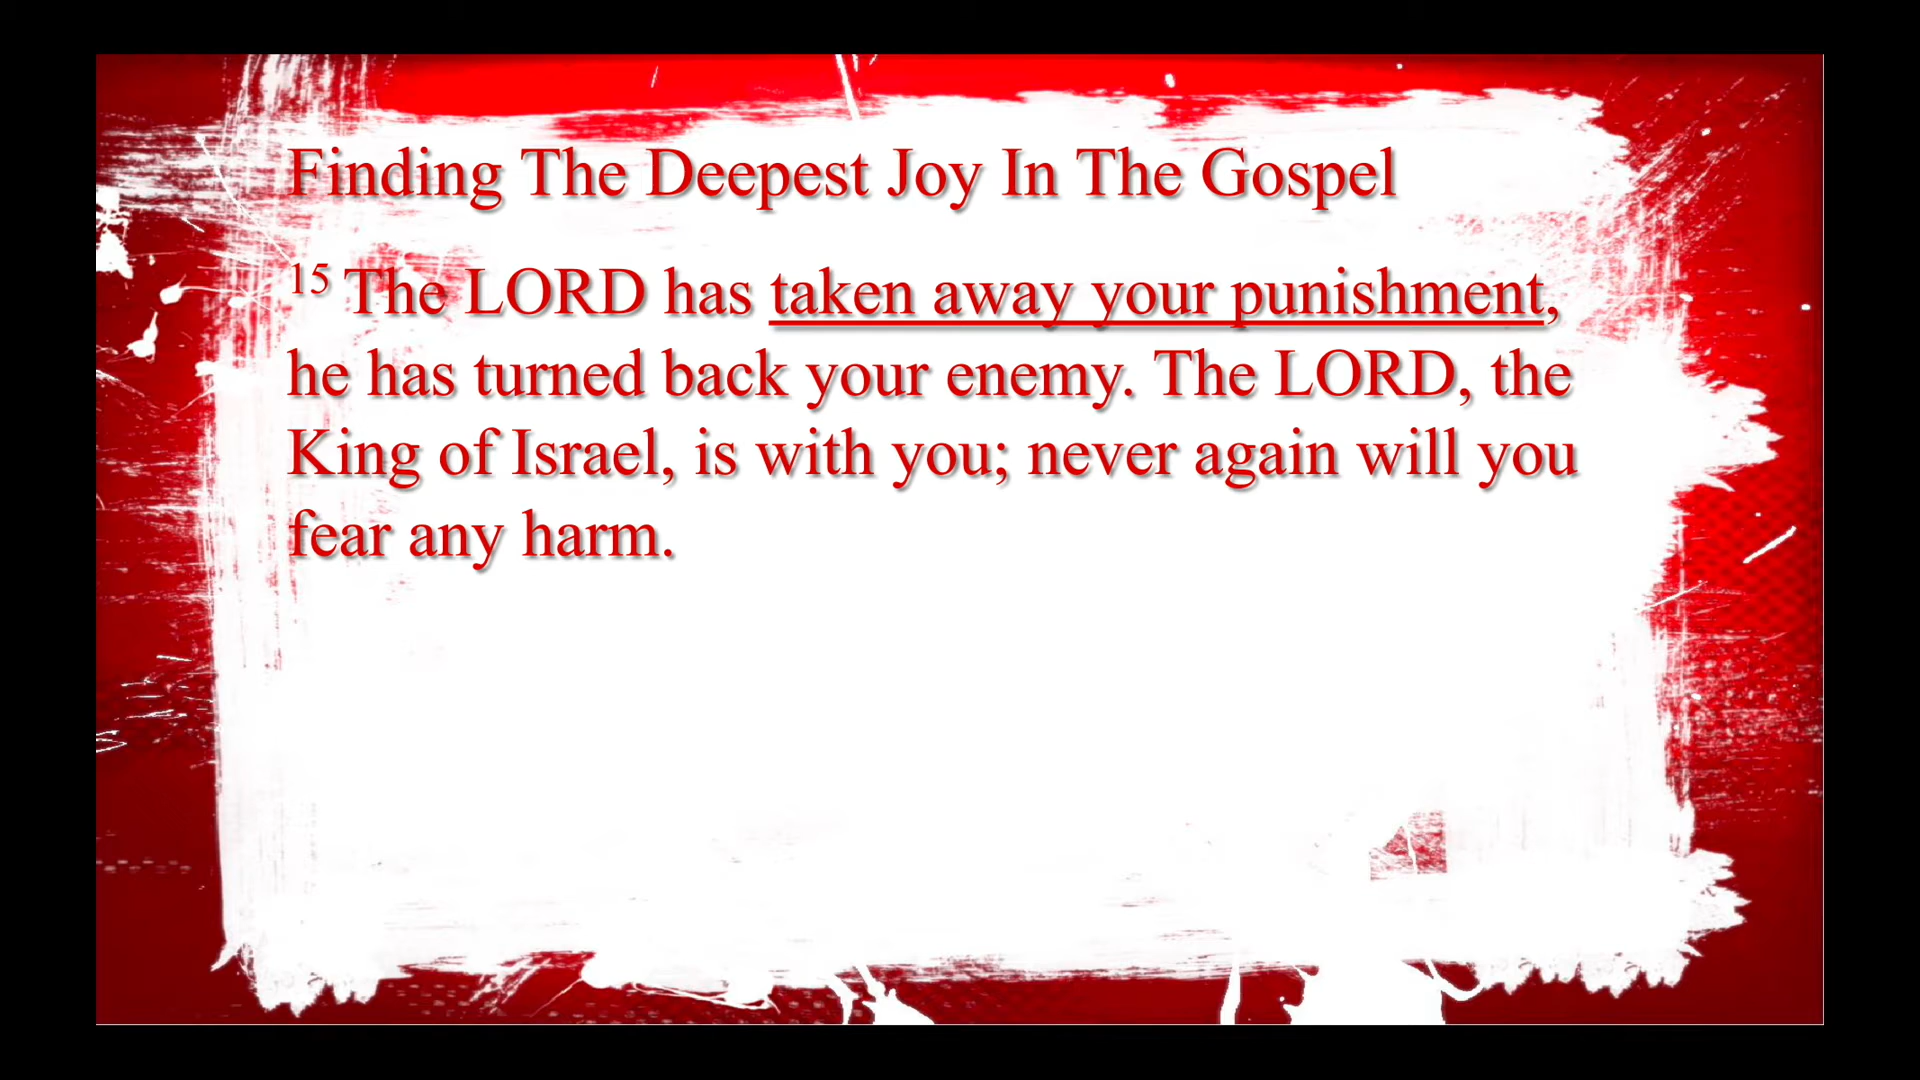 Finding The Deepest Joy In The Gospel
15 The LORD has taken away your punishment,
he has turned back your enemy. The LORD, the
King of Israel, is with you; never again will you
fear any harm.